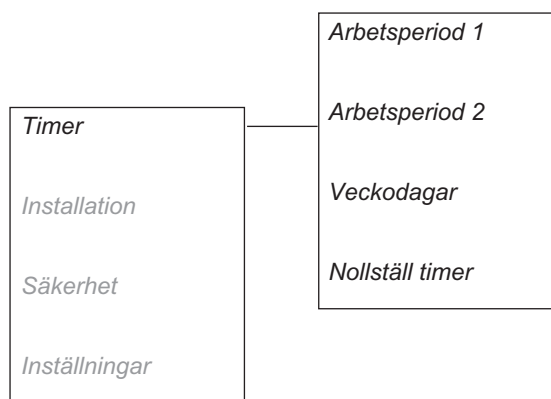 Timer
Installation
Säkerhet
Inställningar
Arbetsperiod 1
Arbetsperiod 2
Veckodagar
Nollställ timer